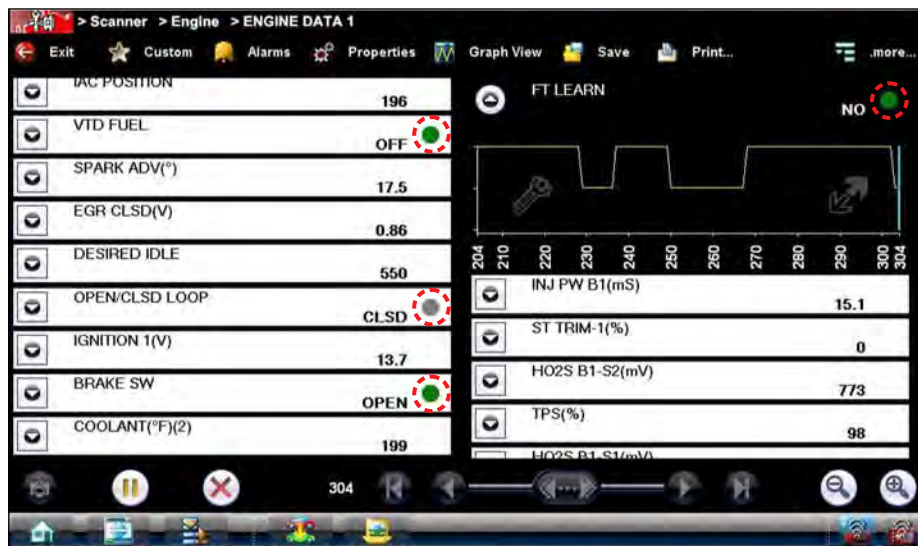 > Scanner > Engine > ENGINE DATA 1
Exit Custom Alarms Properties Graph View Save Print... .more...
IAC POSITION
196
VTD FUEL
OFF
SPARK ADV(°)
17.5
EGR CLSD(V)
0.86
DESIRED IDLE
550
OPEN/CLSD LOOP
CLSD
IGNITION 1(V)
13.7
BRAKE SW
OPEN
COOLANT(°F)(2)
199
FT LEARN
NO
204 210 220 230 240 250 260 270 280 290 300 304
INJ PW B1(mS)
15.1
ST TRIM-1(%)
0
HO2S B1-S2(mV)
773
TPS(%)
98
HO2S B1-S1(mV)
304